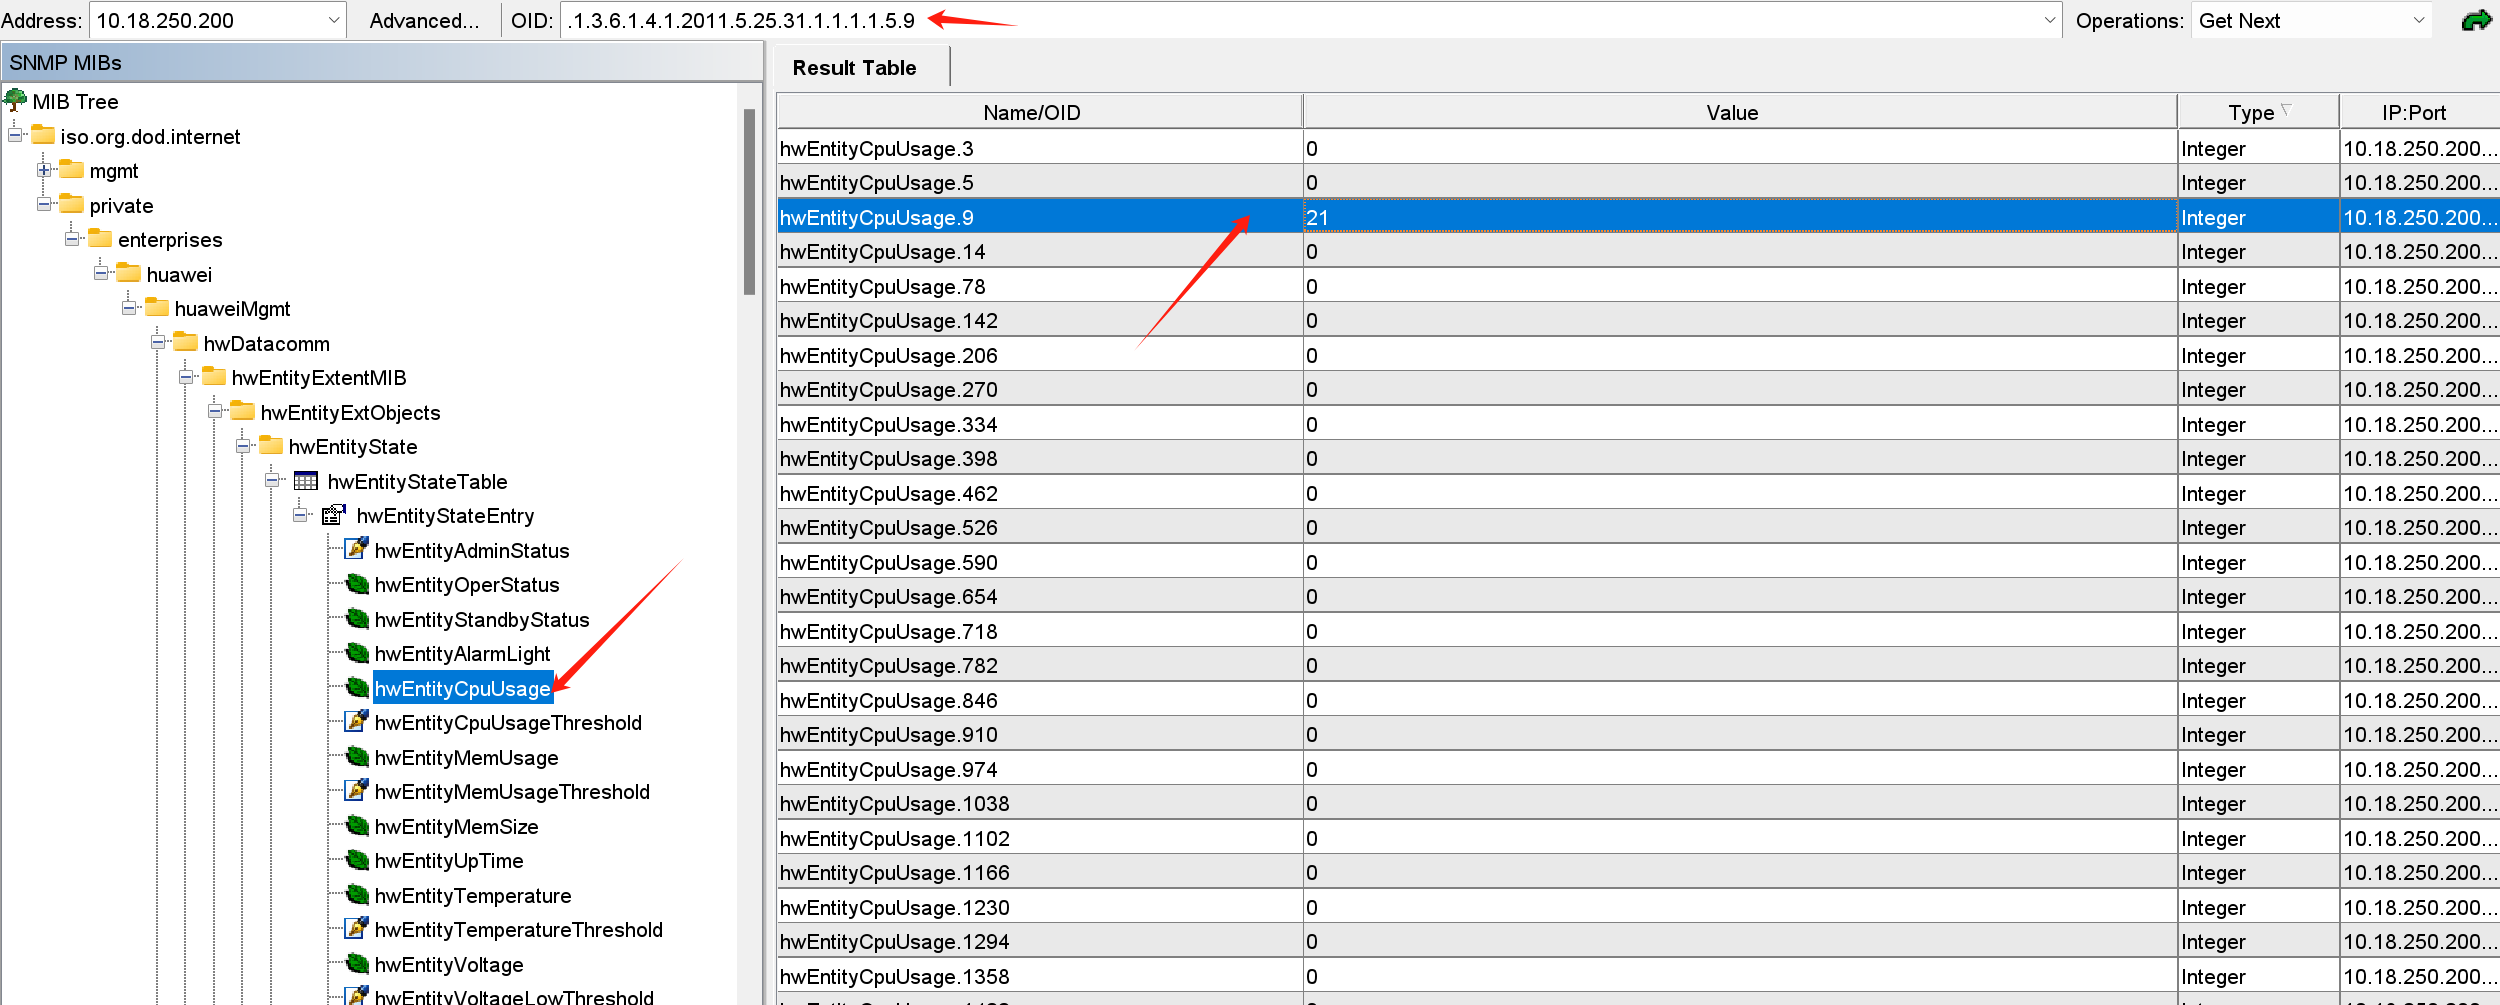 Address: 10.18.250.200 Advanced... OID: .1.3.6.1.4.1.2011.5.25.31.1.1.1.1.5.9 Operations: Get Next
SNMP MIBs
MIB Tree
iso.org.dod.internet
mgmt
private
enterprises
huawei
huaweiMgmt
hwDatacomm
hwEntityExtentMIB
hwEntityExtObjects
hwEntityState
hwEntityStateTable
hwEntityStateEntry
hwEntityAdminStatus
hwEntityOperStatus
hwEntityStandbyStatus
hwEntityAlarmLight
hwEntityCpuUsage
hwEntityCpuUsageThreshold
hwEntityMemUsage
hwEntityMemUsageThreshold
hwEntityMemSize
hwEntityUpTime
hwEntityTemperature
hwEntityTemperatureThreshold
hwEntityVoltage
hwEntityVoltageLowThreshold
Result Table
Name/OID Value Type IP:Port
hwEntityCpuUsage.3 0 Integer 10.18.250.200...
hwEntityCpuUsage.5 0 Integer 10.18.250.200...
hwEntityCpuUsage.9 21 Integer 10.18.250.200...
hwEntityCpuUsage.14 0 Integer 10.18.250.200...
hwEntityCpuUsage.78 0 Integer 10.18.250.200...
hwEntityCpuUsage.142 0 Integer 10.18.250.200...
hwEntityCpuUsage.206 0 Integer 10.18.250.200...
hwEntityCpuUsage.270 0 Integer 10.18.250.200...
hwEntityCpuUsage.334 0 Integer 10.18.250.200...
hwEntityCpuUsage.398 0 Integer 10.18.250.200...
hwEntityCpuUsage.462 0 Integer 10.18.250.200...
hwEntityCpuUsage.526 0 Integer 10.18.250.200...
hwEntityCpuUsage.590 0 Integer 10.18.250.200...
hwEntityCpuUsage.654 0 Integer 10.18.250.200...
hwEntityCpuUsage.718 0 Integer 10.18.250.200...
hwEntityCpuUsage.782 0 Integer 10.18.250.200...
hwEntityCpuUsage.846 0 Integer 10.18.250.200...
hwEntityCpuUsage.910 0 Integer 10.18.250.200...
hwEntityCpuUsage.974 0 Integer 10.18.250.200...
hwEntityCpuUsage.1038 0 Integer 10.18.250.200...
hwEntityCpuUsage.1102 0 Integer 10.18.250.200...
hwEntityCpuUsage.1166 0 Integer 10.18.250.200...
hwEntityCpuUsage.1230 0 Integer 10.18.250.200...
hwEntityCpuUsage.1294 0 Integer 10.18.250.200...
hwEntityCpuUsage.1358 0 Integer 10.18.250.200...